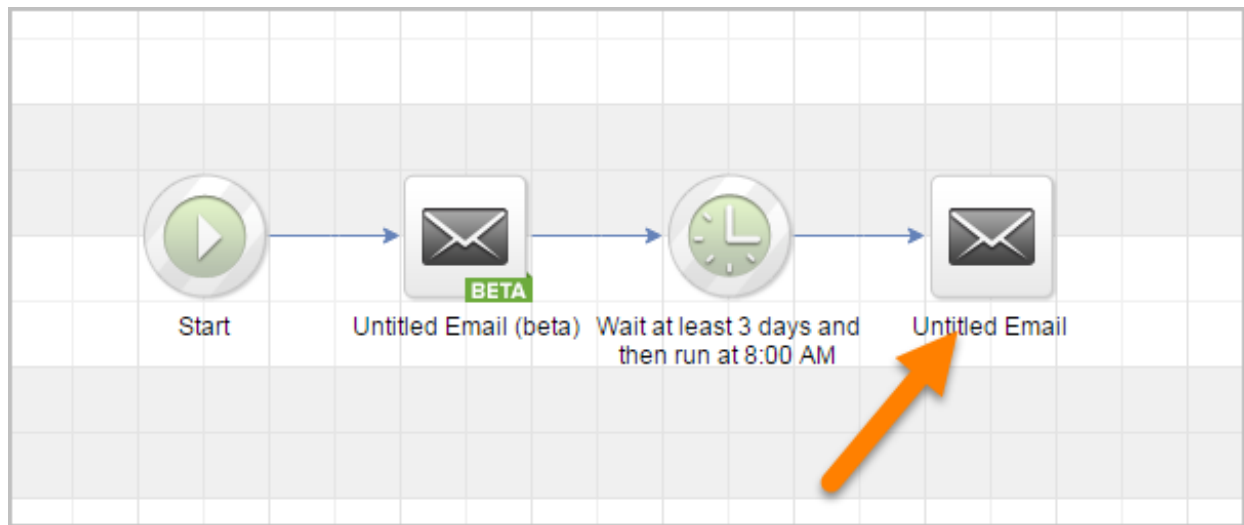 BETA
Start
Untitled Email (beta)
Wait at least 3 days and
then run at 8:00 AM
Untitled Email